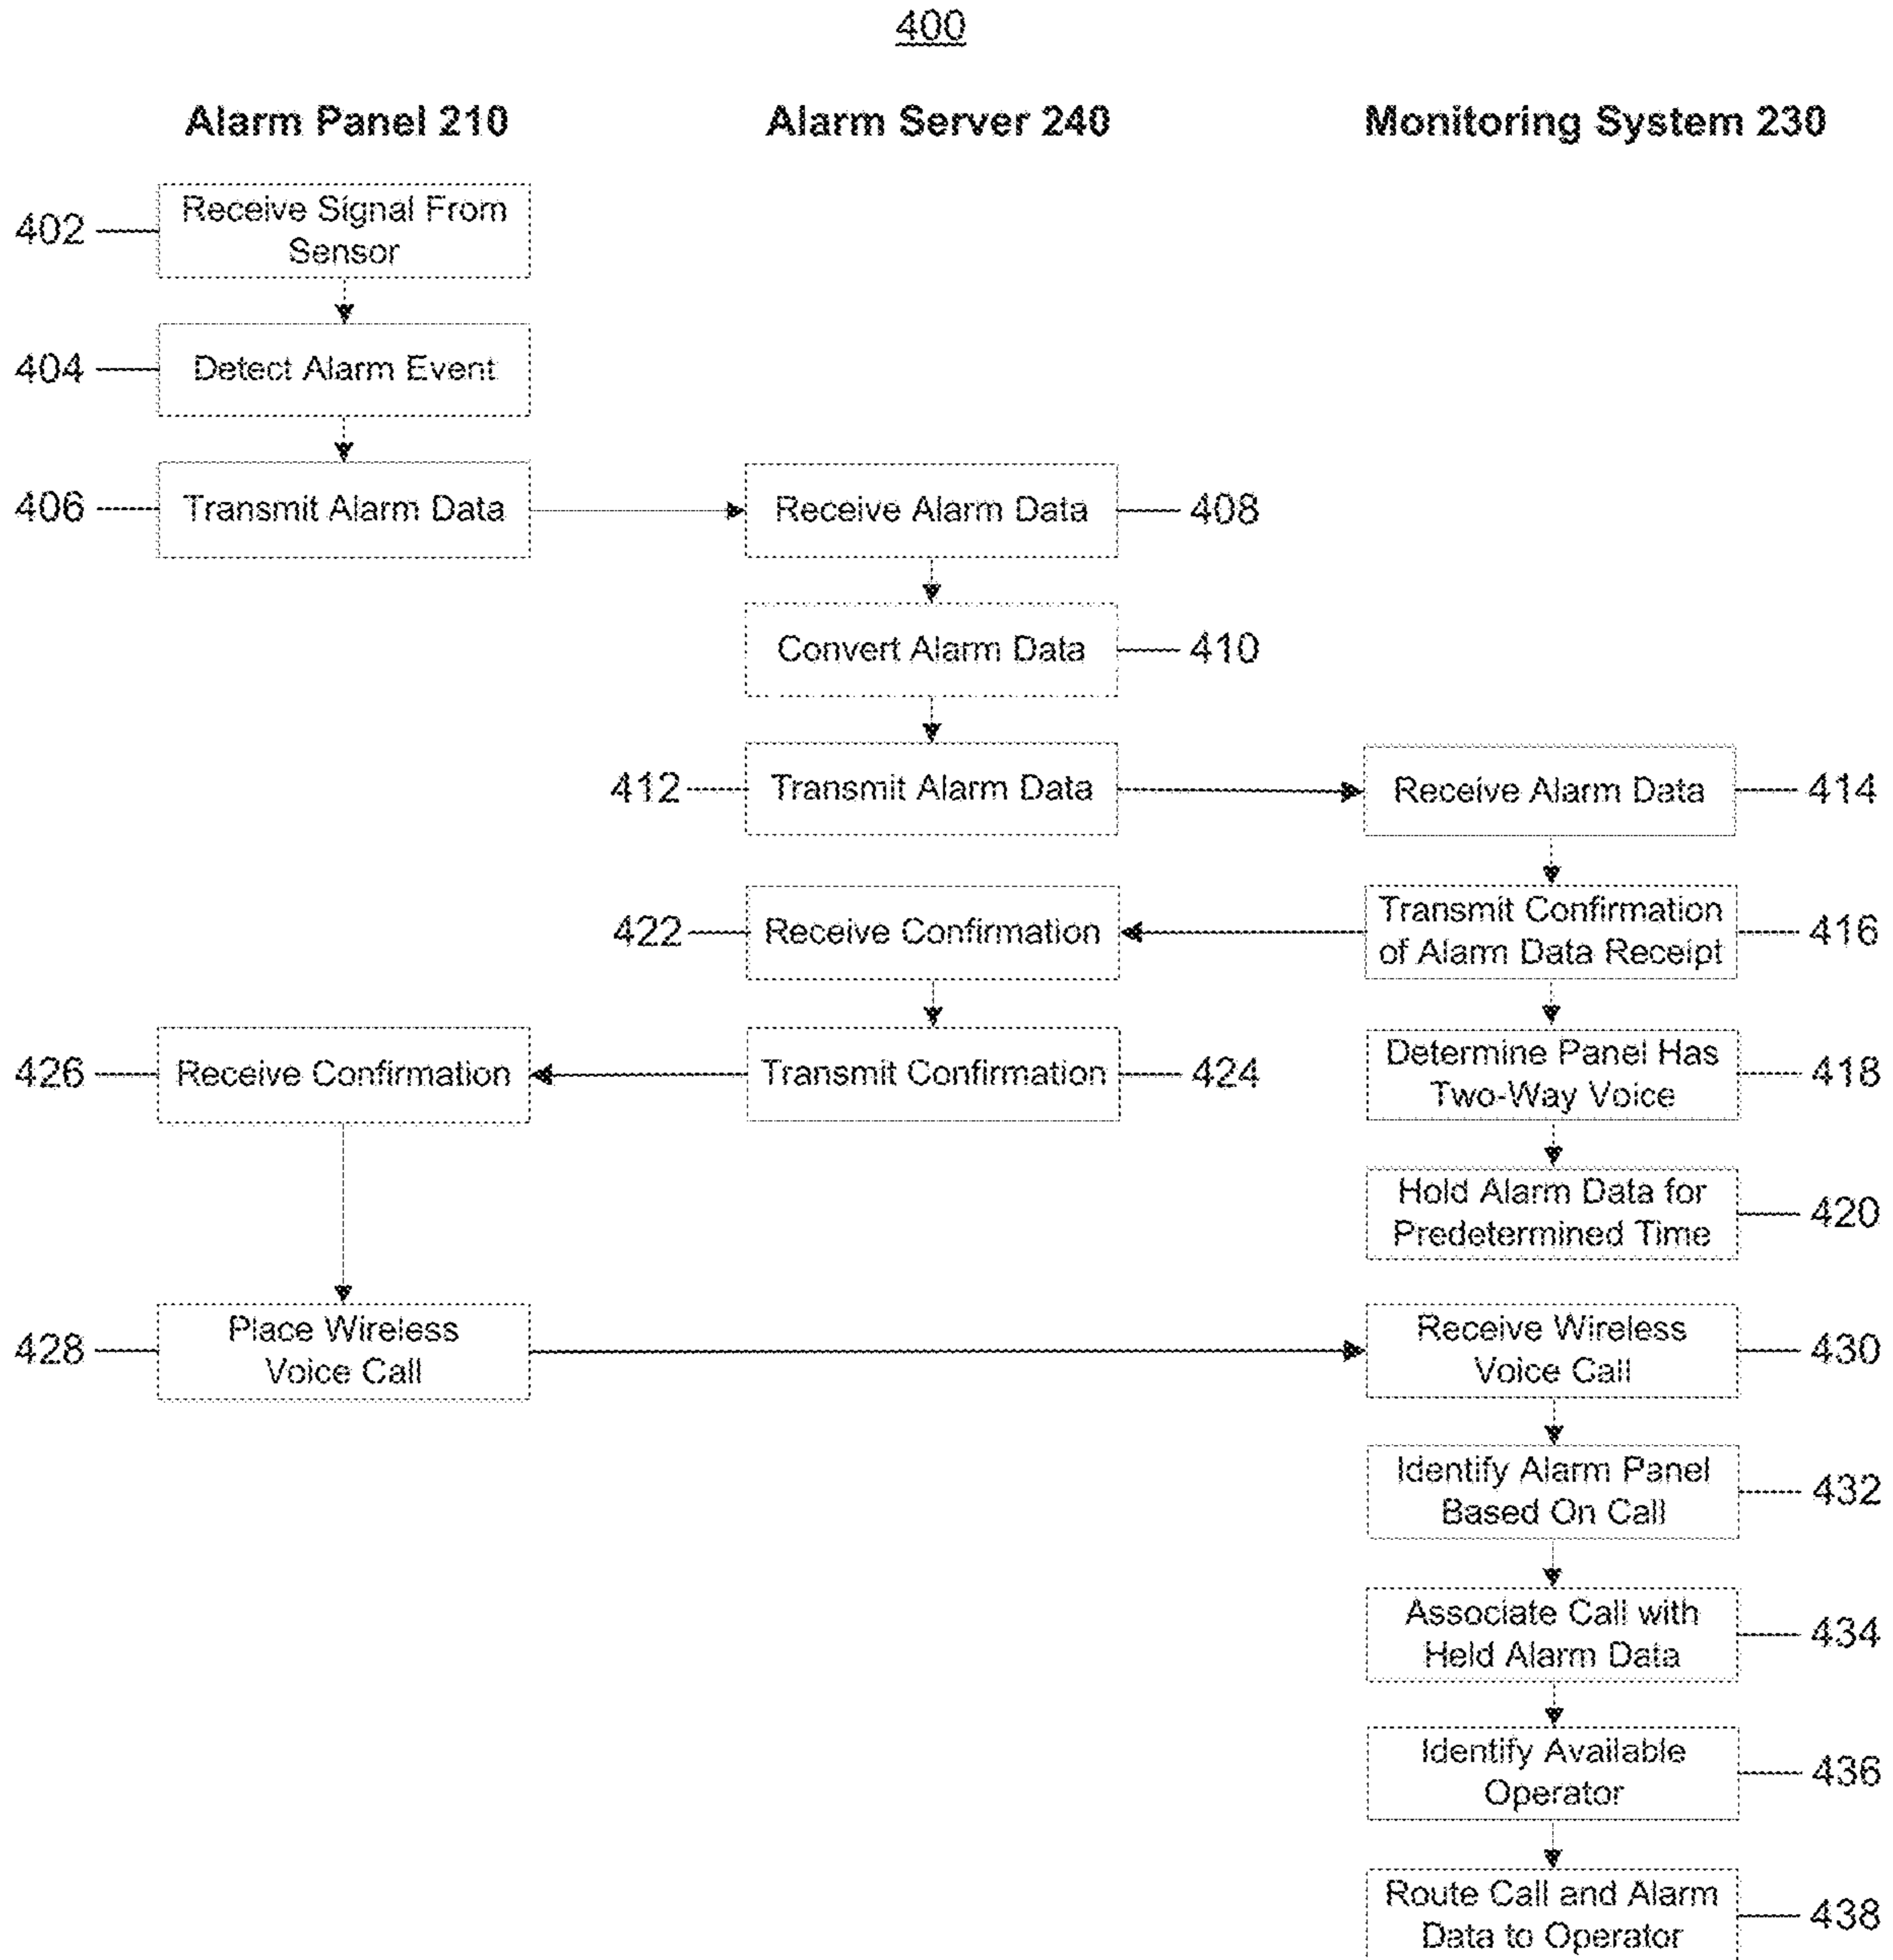 400
Alarm Panel 210
Alarm Server 240
Monitoring System 230
402
Receive Signal From
Sensor
404
Detect Alarm Event
406
Transmit Alarm Data
Receive Alarm Data
408
Convert Alarm Data
410
412
Transmit Alarm Data
Receive Alarm Data
414
422
Receive Confirmation
Transmit Confirmation
of Alarm Data Receipt
416
426
Receive Confirmation
Transmit Confirmation
424
Determine Panel Has
Two-Way Voice
418
Hold Alarm Data for
Predetermined Time
420
428
Place Wireless
Voice Call
Receive Wireless
Voice Call
430
Identify Alarm Panel
Based On Call
432
Associate Call with
Held Alarm Data
434
Identify Available
Operator
436
Route Call and Alarm
Data to Operator
438